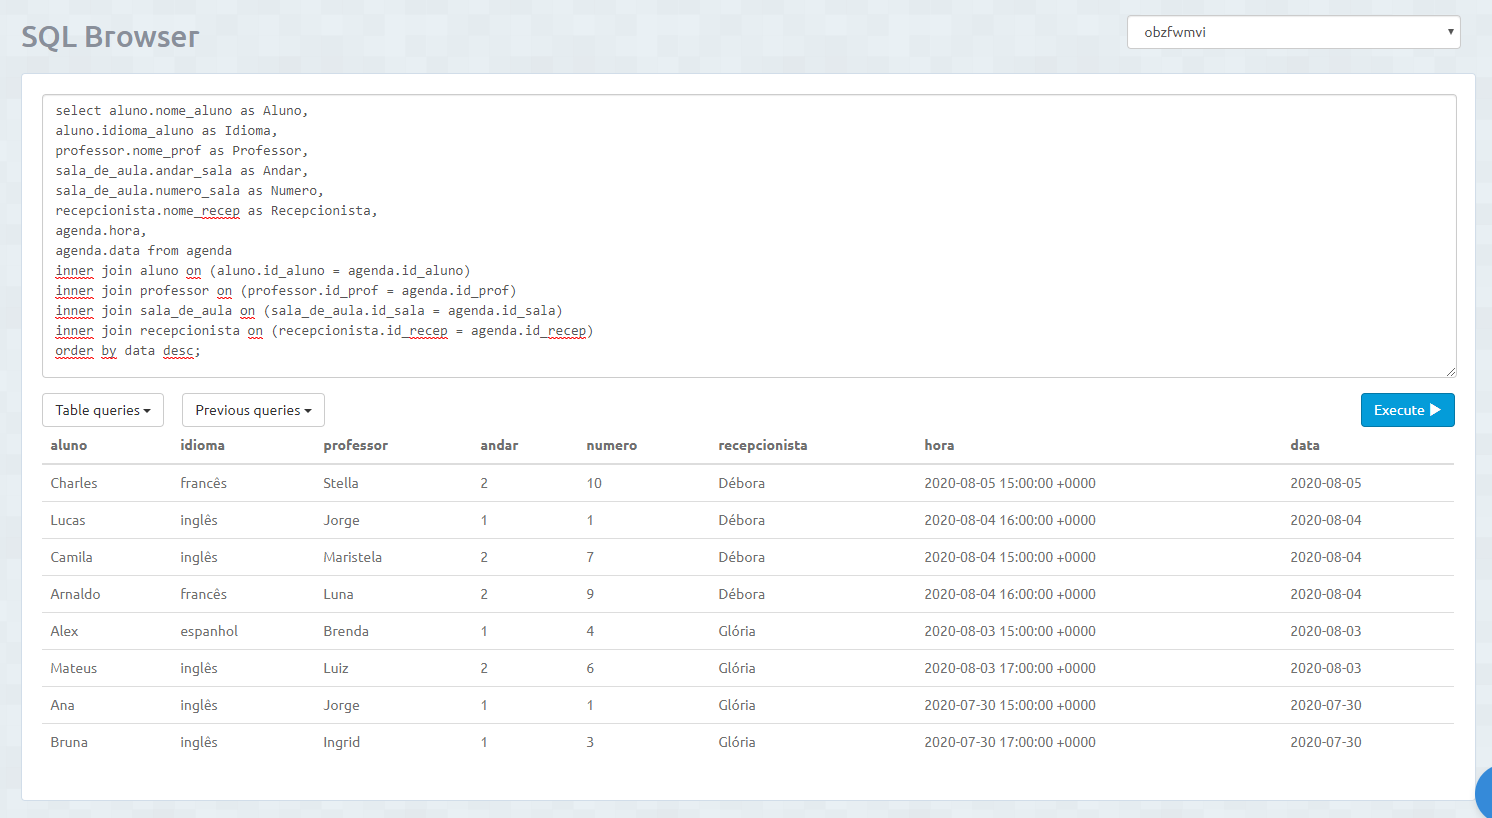 SQL Browser
obzfwmvi
select aluno.nome_aluno as Aluno,
aluno.idioma_aluno as Idioma,
professor.nome_prof as Professor,
sala_de_aula.andar_sala as Andar,
sala_de_aula.numero_sala as Numero,
recepcionista.nome_recep as Recepcionista,
agenda.hora,
agenda.data from agenda
inner join aluno on (aluno.id_aluno = agenda.id_aluno)
inner join professor on (professor.id_prof = agenda.id_prof)
inner join sala_de_aula on (sala_de_aula.id_sala = agenda.id_sala)
inner join recepcionista on (recepcionista.id_recep = agenda.id_recep)
order by data desc;
Table queries Previous queries Execute
aluno idioma professor andar numero recepcionista hora data
Charles francês Stella 2 10 Débora 2020-08-05 15:00:00 +0000 2020-08-05
Lucas inglês Jorge 1 1 Débora 2020-08-04 16:00:00 +0000 2020-08-04
Camila inglês Maristela 2 7 Débora 2020-08-04 15:00:00 +0000 2020-08-04
Arnaldo francês Luna 2 9 Débora 2020-08-04 16:00:00 +0000 2020-08-04
Alex espanhol Brenda 1 4 Glória 2020-08-03 15:00:00 +0000 2020-08-03
Mateus inglês Luiz 2 6 Glória 2020-08-03 17:00:00 +0000 2020-08-03
Ana inglês Jorge 1 1 Glória 2020-07-30 15:00:00 +0000 2020-07-30
Bruna inglês Ingrid 1 3 Glória 2020-07-30 17:00:00 +0000 2020-07-30